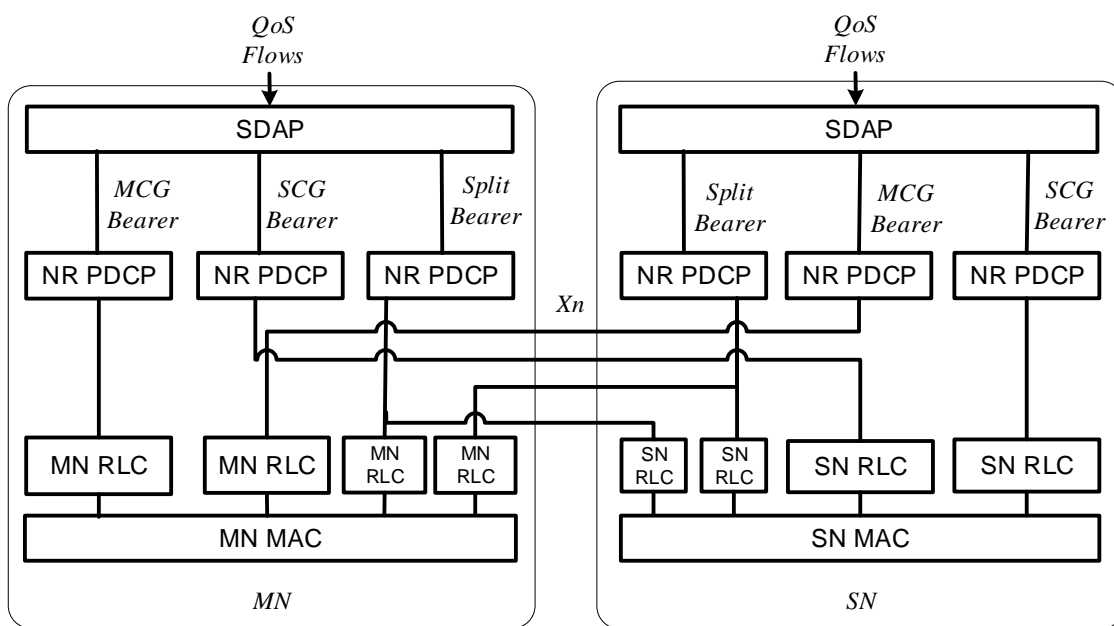 QoS
Flows
QoS
Flows
SDAP
SDAP
MCG
Bearer
SCG
Bearer
Split
Bearer
Split
Bearer
MCG
Bearer
SCG
Bearer
NR PDCP
NR PDCP
NR PDCP
NR PDCP
NR PDCP
NR PDCP
Xn
MN RLC
MN RLC
MN
RLC
MN
RLC
SN
RLC
SN
RLC
SN RLC
SN RLC
MN MAC
SN MAC
MN
SN